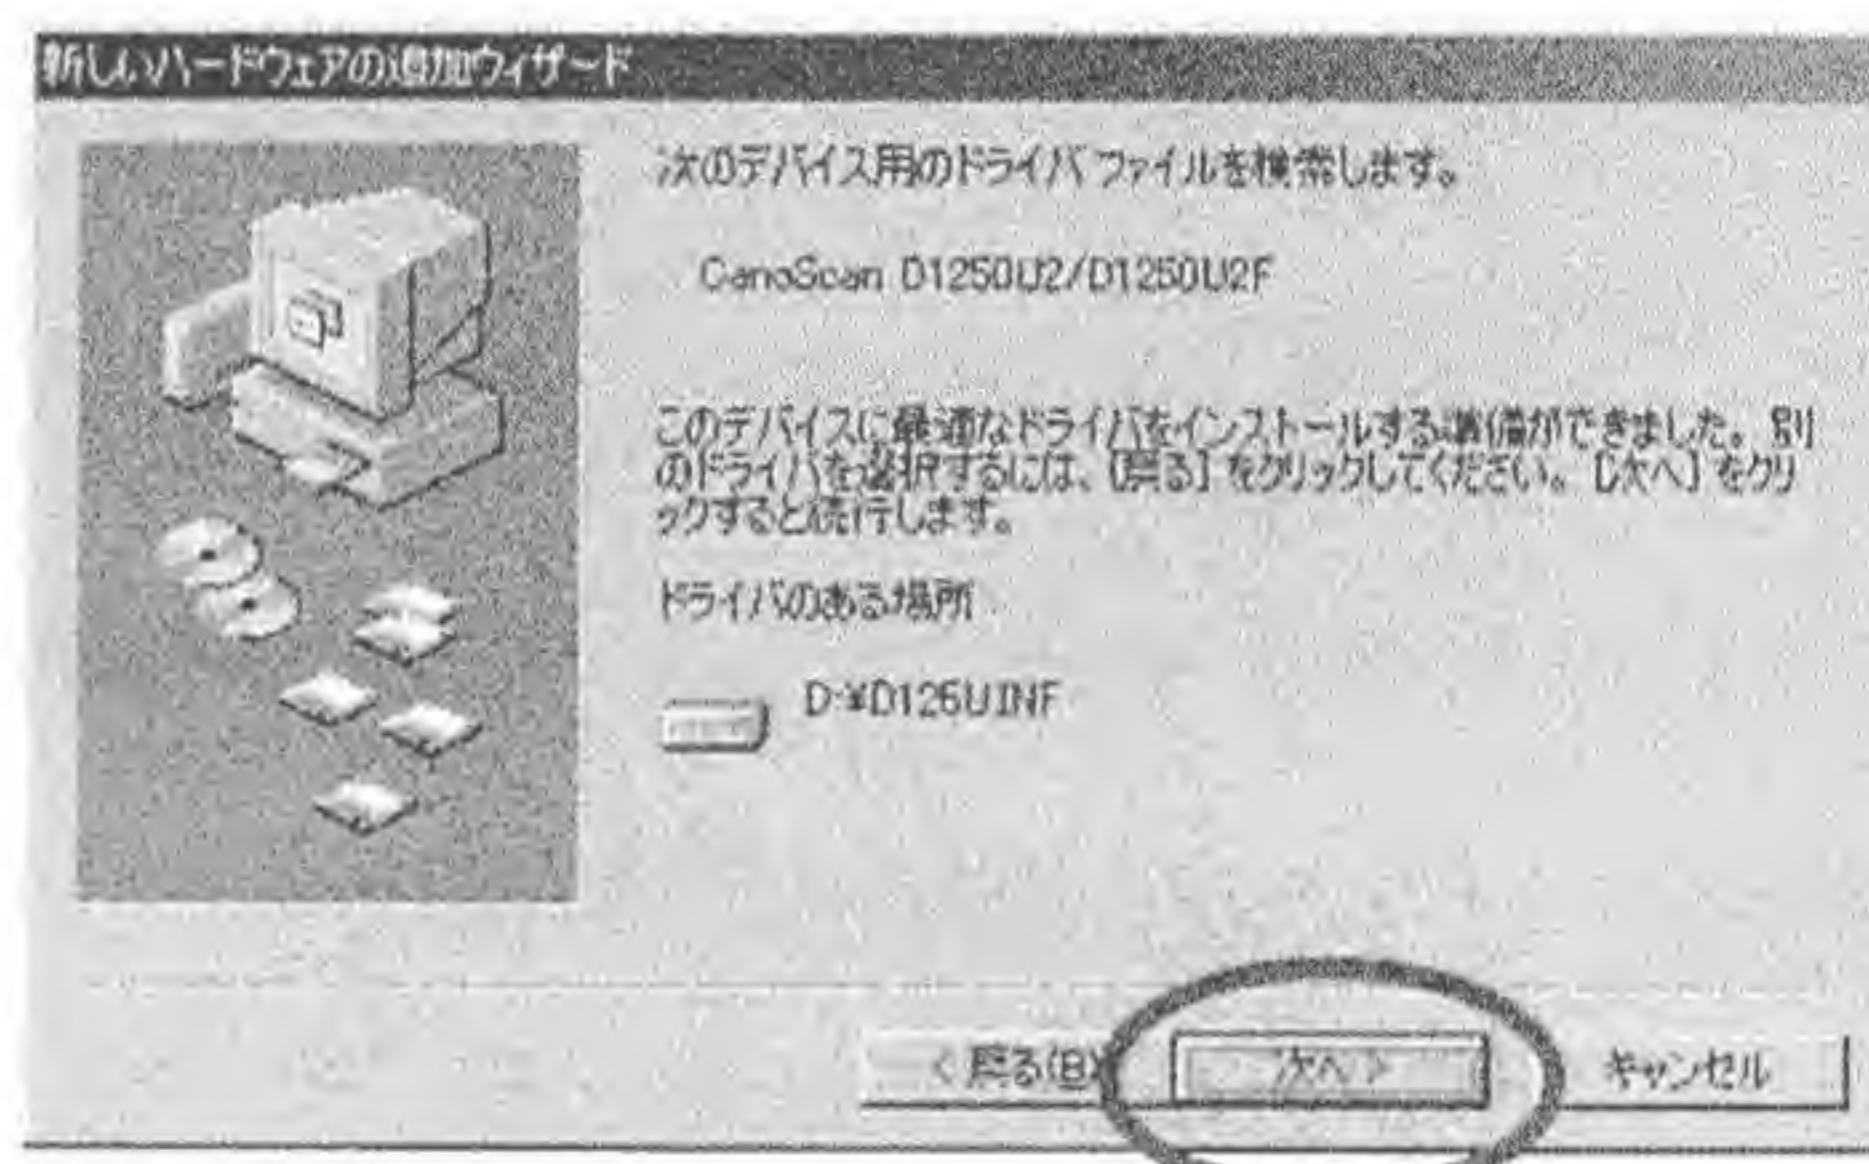 新しいハードウェアの追加ウィザード
次のデバイス用のドライバ ファイルを検索します。
CanoScan D1250U2/D1250U2F
このデバイスに最適なドライバをインストールする準備ができました。別
のドライバを選択するには、[戻る] をクリックしてください。[次へ] をクリ
ックすると続行します。
ドライバのある場所:
D:¥D125UINF
< 戻る(B) 次へ > キャンセル